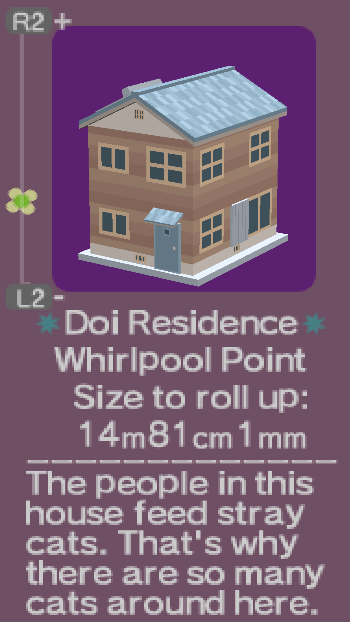 R2 +
L2 -
Doi Residence
Whirlpool Point
Size to roll up:
14m81cm1mm
The people in this
house feed stray
cats. That's why
there are so many
cats around here.